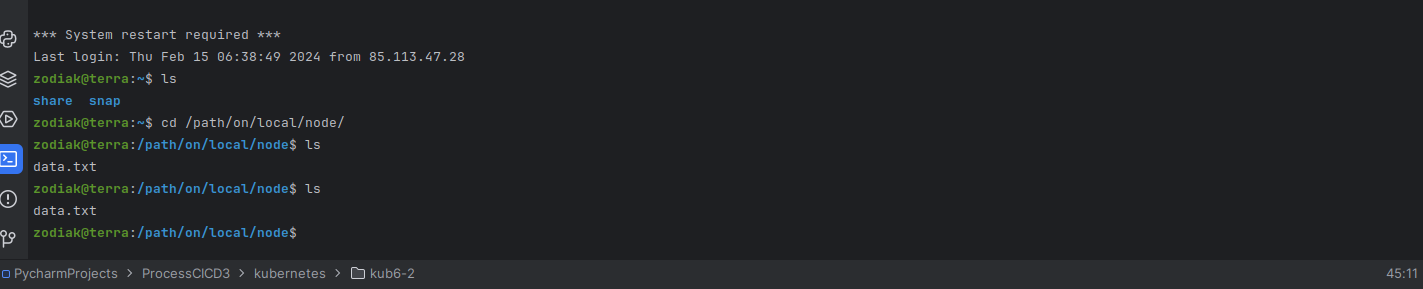 *** System restart required ***
Last login: Thu Feb 15 06:38:49 2024 from 85.113.47.28
zodiak@terra:~$ ls
share  snap
zodiak@terra:~$ cd /path/on/local/node/
zodiak@terra:/path/on/local/node$ ls
data.txt
zodiak@terra:/path/on/local/node$ ls
data.txt
zodiak@terra:/path/on/local/node$
PycharmProjects > ProcessCICD3 > kubernetes > kub6-2 45:11